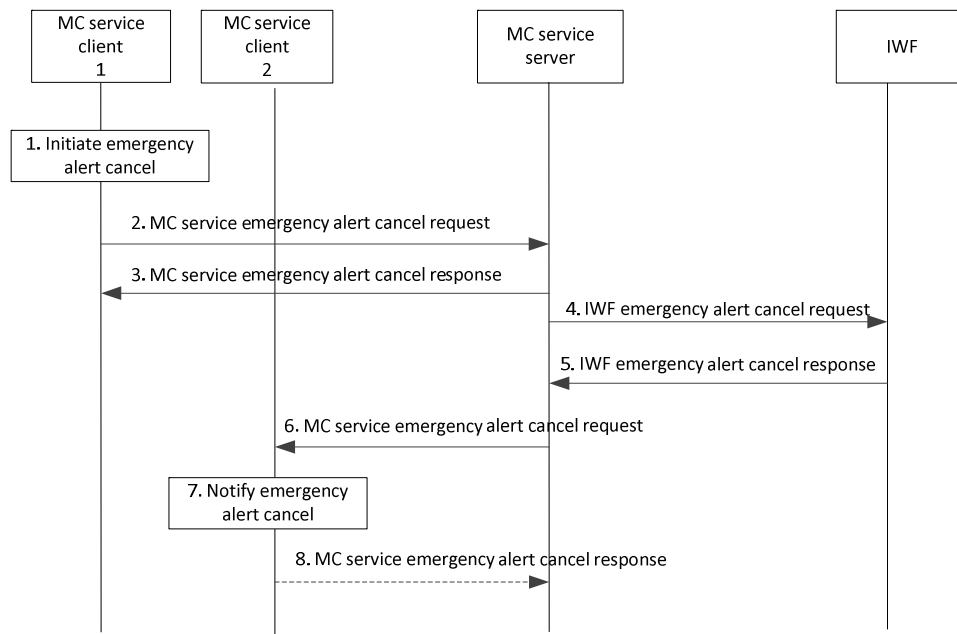 MC service
client
1
MC service
client
2
MC service
server
IWF
1. Initiate emergency
alert cancel
2. MC service emergency alert cancel request
3. MC service emergency alert cancel response
4. IWF emergency alert cancel request
5. IWF emergency alert cancel response
6. MC service emergency alert cancel request
7. Notify emergency
alert cancel
8. MC service emergency alert cancel response